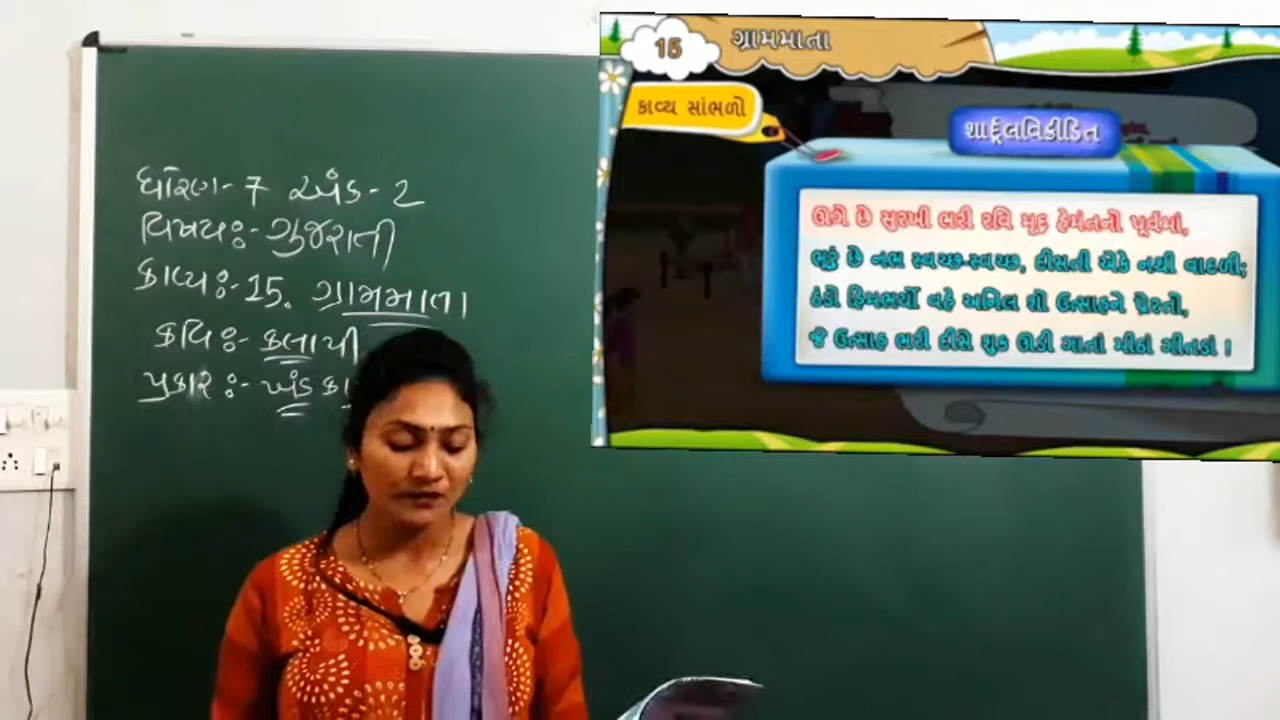 ધોરણ- 7 ખંડ - 2
વિષય:- ગુજરાતી
કાવ્ય:- 15. ગ્રામમાતા
કવિ:- કલાપી
પ્રકાર:- ખંડ
15 ગ્રામમાતા
કાવ્ય સાંભળો
શાર્દૂલવિક્રીડિત
ઊગે છે સુરખી ભરી રવિ મૃદુ હેમંતનો પૂર્વમાં,
ભૂરું છે નભ સ્વચ્છ-સ્વચ્છ, દીસતી એકે નથી વાદળી;
ઠંડો હિમભર્યો વહે અનિલ શો ઉત્સાહને પ્રેરતો,
જે ઉત્સાહ ભરી દીસે શુક ઊડી ગાતાં મીઠાં ગીતડાં !